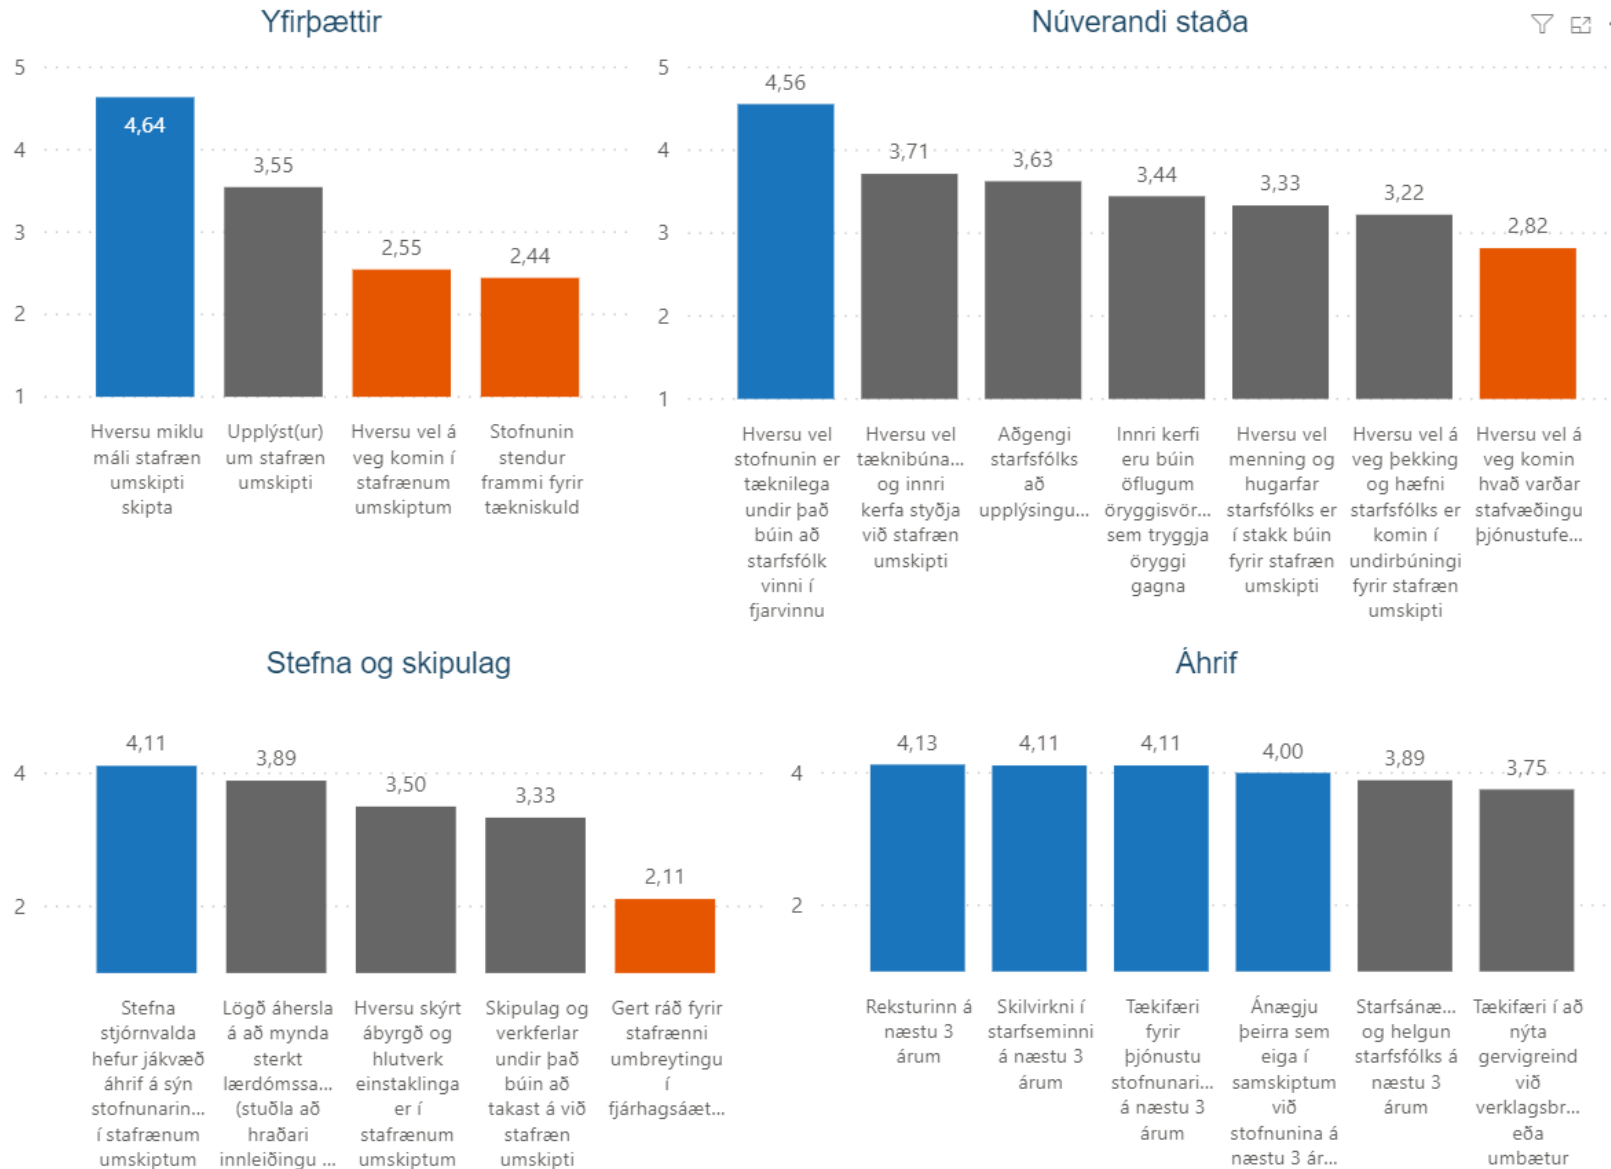 Yfirþættir
5
4
3
2
1
4,64
3,55
2,55
2,44
Hversu miklu
máli stafræn
umskipti
skipta
Upplýst(ur)
um stafræn
umskipti
Hversu vel á
veg komin í
stafrænum
umskiptum
Stofnunin
stendur
frammi fyrir
tækniskuld
Núverandi staða
5
4
3
2
1
4,56
3,71
3,63
3,44
3,33
3,22
2,82
Hversu vel
stofnunin er
tæknilega
undir það
búin að
starfsfólk
vinni í
fjarvinnu
Hversu vel
tæknibúna...
og innri
kerfa styðja
við stafræn
umskipti
Aðgengi
starfsfólks
að
upplýsingu...
Innri kerfi
eru búin
öflugum
öryggisvör...
sem tryggja
öryggi
gagna
Hversu vel
menning og
hugarfar
starfsfólks er
í stakk búin
fyrir stafræn
umskipti
Hversu vel á
veg þekking
og hæfni
starfsfólks er
komin í
undirbúningi
fyrir stafræn
umskipti
Hversu vel á
veg komin
hvað varðar
stafvæðingu
þjónustufe...
Stefna og skipulag
4
2
4,11
3,89
3,50
3,33
2,11
Stefna
stjórnvalda
hefur jákvæð
áhrif á sýn
stofnunarin...
í stafrænum
umskiptum
Lögð áhersla
á að mynda
sterkt
lærdómssa...
(stuðla að
hraðari
innleiðingu ...
Hversu skýrt
ábyrgð og
hlutverk
einstaklinga
er í
stafrænum
umskiptum
Skipulag og
verkferlar
undir það
búin að
takast á við
stafræn
umskipti
Gert ráð fyrir
stafrænni
umbreytingu
í
fjárhagsáæt...
Áhrif
4
2
4,13
4,11
4,11
4,00
3,89
3,75
Reksturinn á
næstu 3
árum
Skilvirkni í
starfseminni
á næstu 3
árum
Tækifæri
fyrir
þjónustu
stofnunari...
á næstu 3
árum
Ánægju
þeirra sem
eiga í
samskiptum
við
stofnunina á
næstu 3 ár...
Starfsánæ...
og helgun
starfsfólks á
næstu 3
árum
Tækifæri í að
nýta
gervigreind
við
verklagsbr...
eða
umbætur